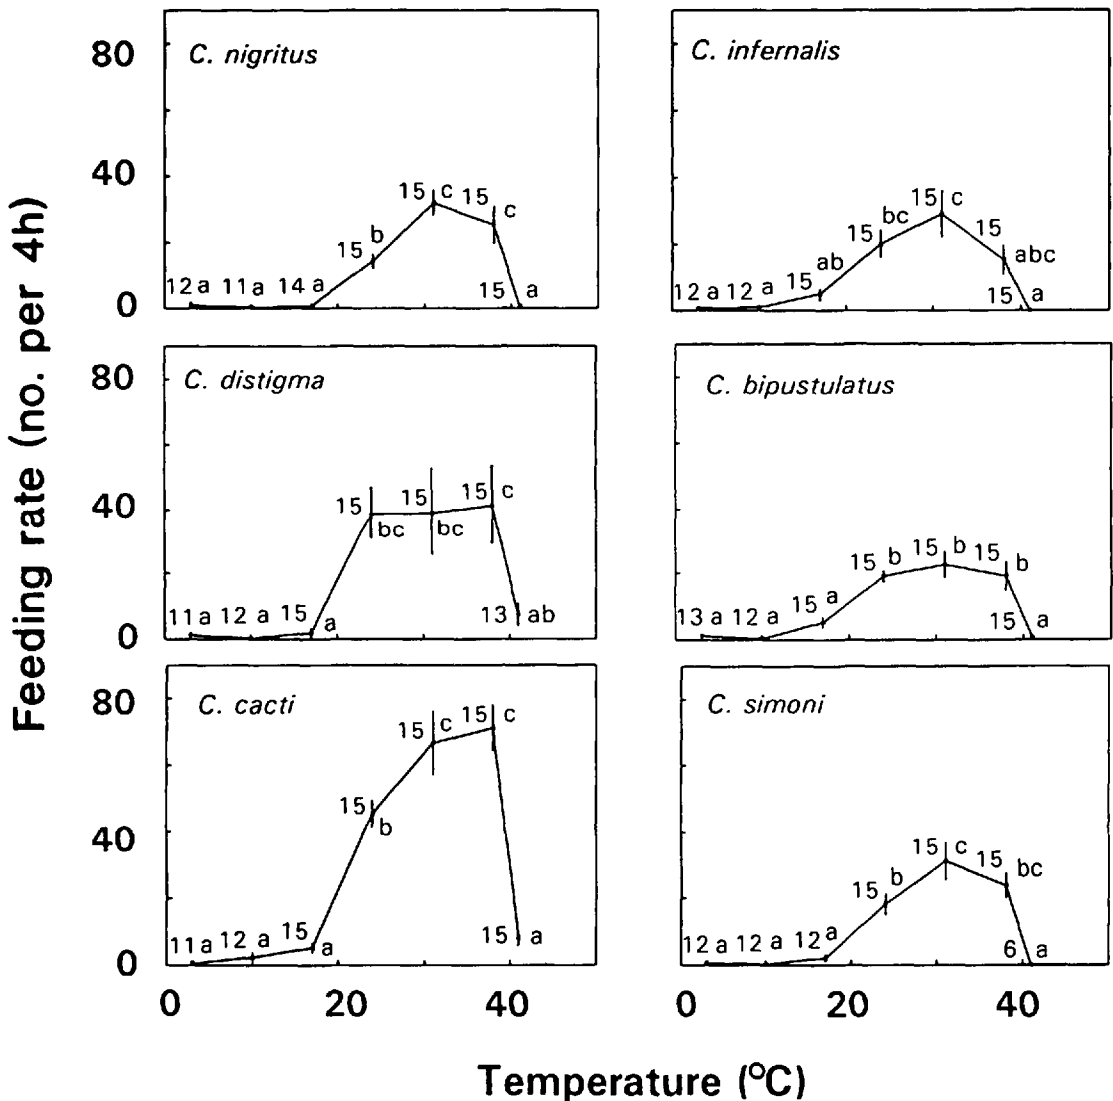 Feeding rate (no. per 4h)
80
40
0
C. nigritus
12 a 11 a 14 a 15 b 15 c 15 c 15 a
C. infernalis
12 a 12 a 15 ab 15 bc 15 c 15 abc 15 a
80
40
0
C. distigma
11 a 12 a 15 a 15 bc 15 bc 15 c 13 ab
C. bipustulatus
13 a 12 a 15 a 15 b 15 b 15 b 15 a
80
40
0
C. cacti
11 a 12 a 15 a 15 b 15 c 15 c 15 a
C. simoni
12 a 12 a 12 a 15 b 15 c 15 bc 6 a
0 20 40
0 20 40
Temperature (°C)